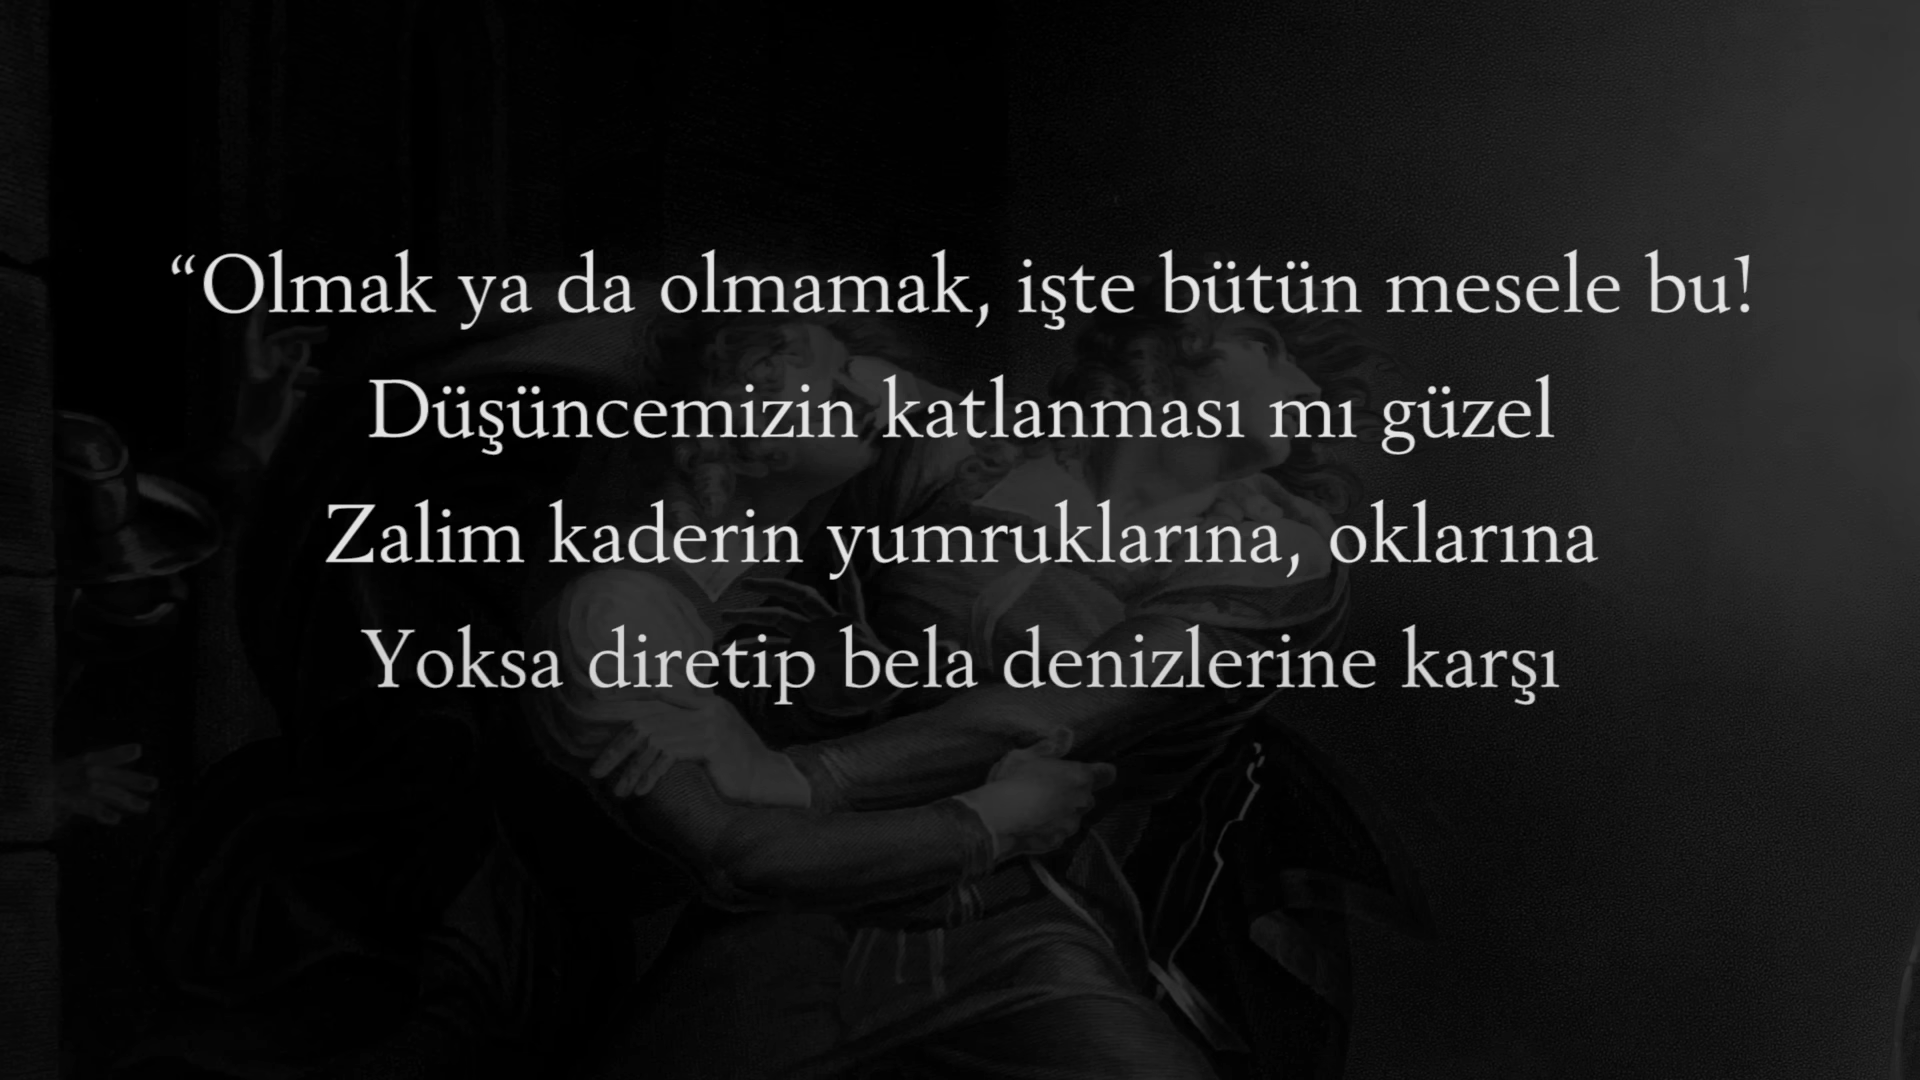 “Olmak ya da olmamak, işte bütün mesele bu!
Düşüncemizin katlanması mı güzel
Zalim kaderin yumruklarına, oklarına
Yoksa diretip bela denizlerine karşı